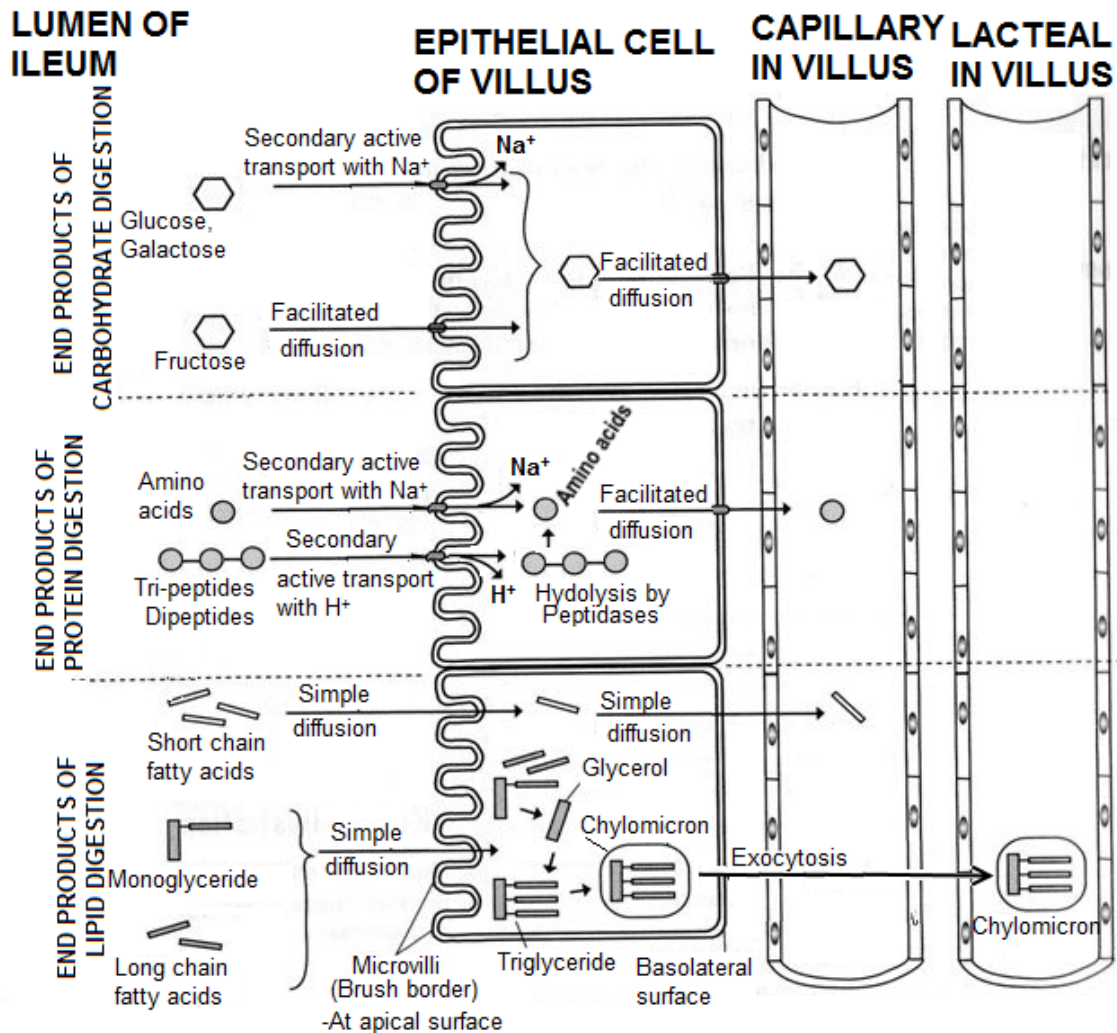 LUMEN OF
ILEUM
EPITHELIAL CELL
OF VILLUS
CAPILLARY
IN VILLUS
LACTEAL
IN VILLUS
END PRODUCTS OF
CARBOHYDRATE DIGESTION
Secondary active
transport with Na⁺
Na⁺
Glucose,
Galactose
Facilitated
diffusion
Facilitated
diffusion
Fructose
END PRODUCTS OF
PROTEIN DIGESTION
Amino
acids
Secondary active
transport with Na⁺
Na⁺
Amino acids
Facilitated
diffusion
Tri-peptides
Dipeptides
Secondary
active transport
with H⁺
H⁺
Hydolysis by
Peptidases
END PRODUCTS OF
LIPID DIGESTION
Short chain
fatty acids
Simple
diffusion
Simple
diffusion
Glycerol
Monoglyceride
Simple
diffusion
Chylomicron
Exocytosis
Chylomicron
Long chain
fatty acids
Microvilli
(Brush border)
-At apical surface
Triglyceride
Basolateral
surface